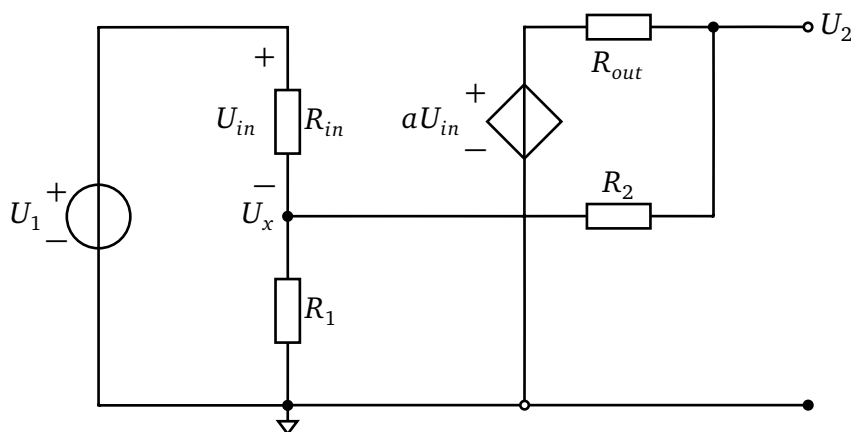 +
U_in R_in
−
U_x
+
U_1
−
R_1
+
aU_in
−
R_out
R_2
U_2